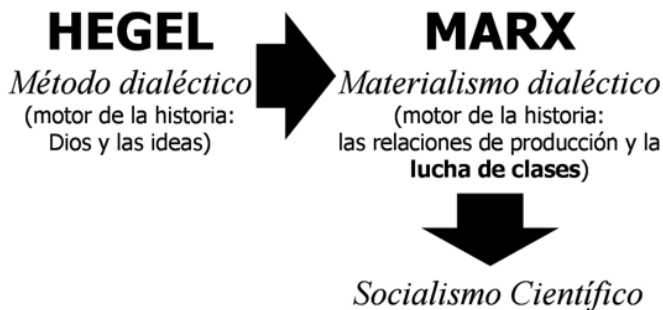 HEGEL
Método dialéctico
(motor de la historia:
Dios y las ideas)
MARX
Materialismo dialéctico
(motor de la historia:
las relaciones de producción y la
lucha de clases)
Socialismo Científico